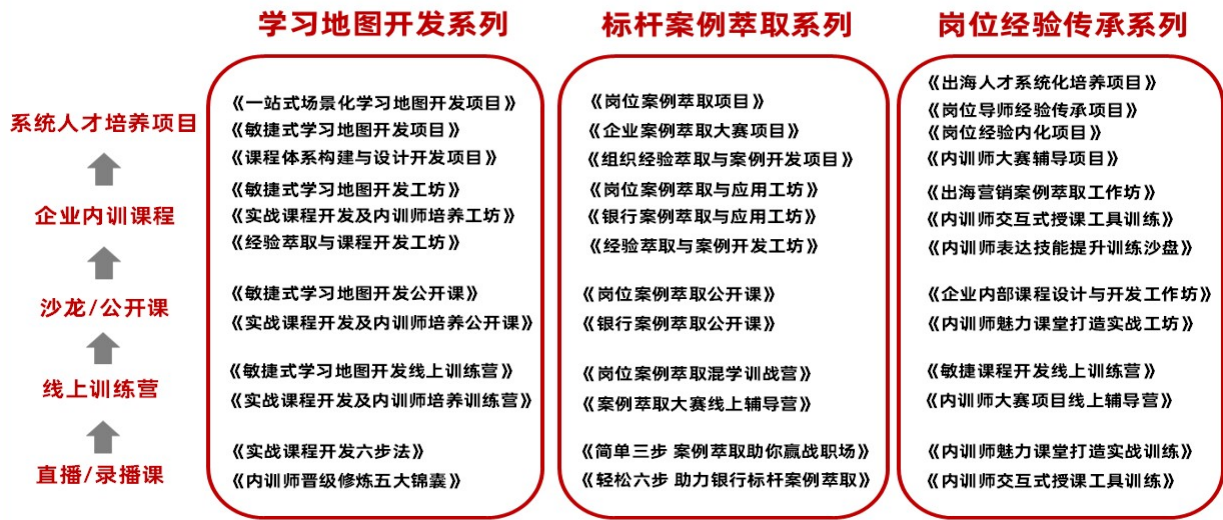 学习地图开发系列
标杆案例萃取系列
岗位经验传承系列
系统人才培养项目
《一站式场景化学习地图开发项目》
《敏捷式学习地图开发项目》
《课程体系构建与设计开发项目》
《岗位案例萃取项目》
《企业案例萃取大赛项目》
《组织经验萃取与案例开发项目》
《出海人才系统化培养项目》
《岗位导师经验传承项目》
《岗位经验内化项目》
《内训师大赛辅导项目》
企业内训课程
《敏捷式学习地图开发工坊》
《实战课程开发及内训师培养工坊》
《经验萃取与课程开发工坊》
《岗位案例萃取与应用工坊》
《银行案例萃取与应用工坊》
《经验萃取与案例开发工坊》
《出海营销案例萃取工作坊》
《内训师交互式授课工具训练》
《内训师表达技能提升训练沙盘》
沙龙/公开课
《敏捷式学习地图开发公开课》
《实战课程开发及内训师培养公开课》
《岗位案例萃取公开课》
《银行案例萃取公开课》
《企业内部课程设计与开发工作坊》
《内训师魅力课堂打造实战工坊》
线上训练营
《敏捷式学习地图开发线上训练营》
《实战课程开发及内训师培养训练营》
《岗位案例萃取混学训战营》
《案例萃取大赛线上辅导营》
《敏捷课程开发线上训练营》
《内训师大赛项目线上辅导营》
直播/录播课
《实战课程开发六步法》
《内训师晋级修炼五大锦囊》
《简单三步 案例萃取助你赢战职场》
《轻松六步 助力银行标杆案例萃取》
《内训师魅力课堂打造实战训练》
《内训师交互式授课工具训练》